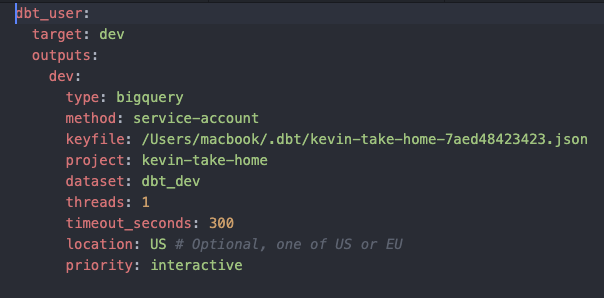 dbt_user:
  target: dev
  outputs:
    dev:
      type: bigquery
      method: service-account
      keyfile: /Users/macbook/.dbt/kevin-take-home-7aed48423423.json
      project: kevin-take-home
      dataset: dbt_dev
      threads: 1
      timeout_seconds: 300
      location: US # Optional, one of US or EU
      priority: interactive